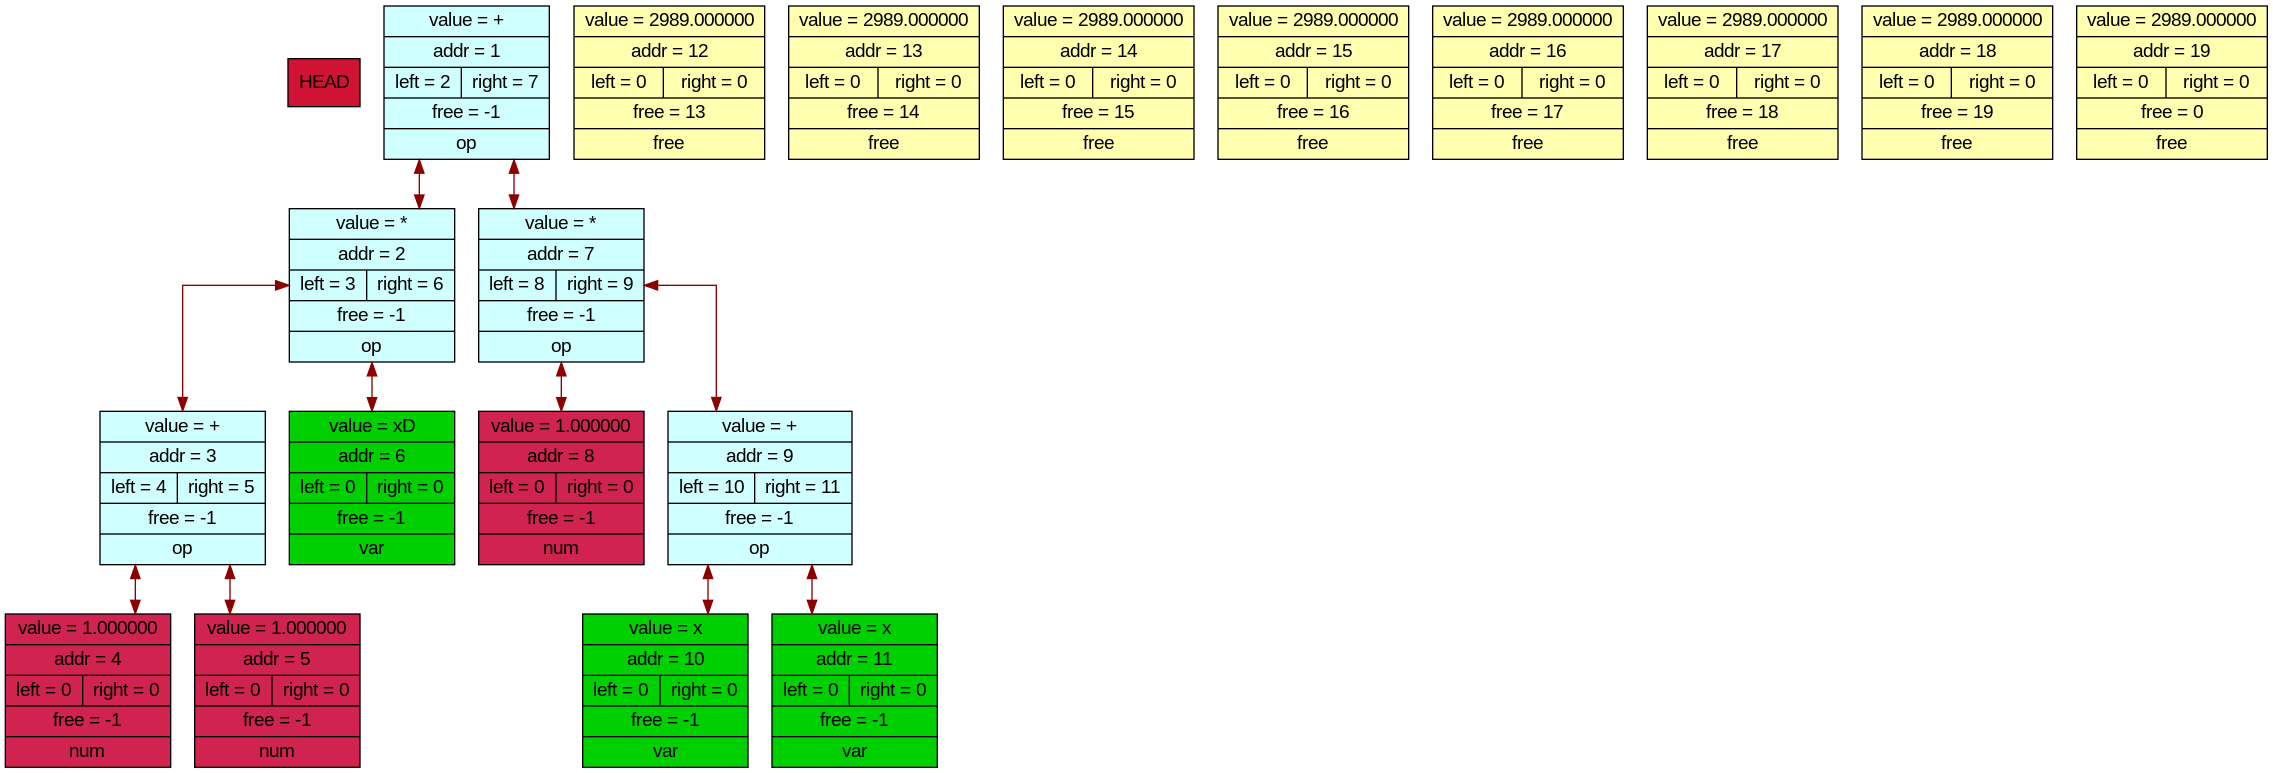 HEAD
value = +
addr = 1
left = 2 right = 7
free = -1
op
value = 2989.000000
addr = 12
left = 0 right = 0
free = 13
free
value = 2989.000000
addr = 13
left = 0 right = 0
free = 14
free
value = 2989.000000
addr = 14
left = 0 right = 0
free = 15
free
value = 2989.000000
addr = 15
left = 0 right = 0
free = 16
free
value = 2989.000000
addr = 16
left = 0 right = 0
free = 17
free
value = 2989.000000
addr = 17
left = 0 right = 0
free = 18
free
value = 2989.000000
addr = 18
left = 0 right = 0
free = 19
free
value = 2989.000000
addr = 19
left = 0 right = 0
free = 0
free
value = *
addr = 2
left = 3 right = 6
free = -1
op
value = *
addr = 7
left = 8 right = 9
free = -1
op
value = +
addr = 3
left = 4 right = 5
free = -1
op
value = xD
addr = 6
left = 0 right = 0
free = -1
var
value = 1.000000
addr = 8
left = 0 right = 0
free = -1
num
value = +
addr = 9
left = 10 right = 11
free = -1
op
value = 1.000000
addr = 4
left = 0 right = 0
free = -1
num
value = 1.000000
addr = 5
left = 0 right = 0
free = -1
num
value = x
addr = 10
left = 0 right = 0
free = -1
var
value = x
addr = 11
left = 0 right = 0
free = -1
var